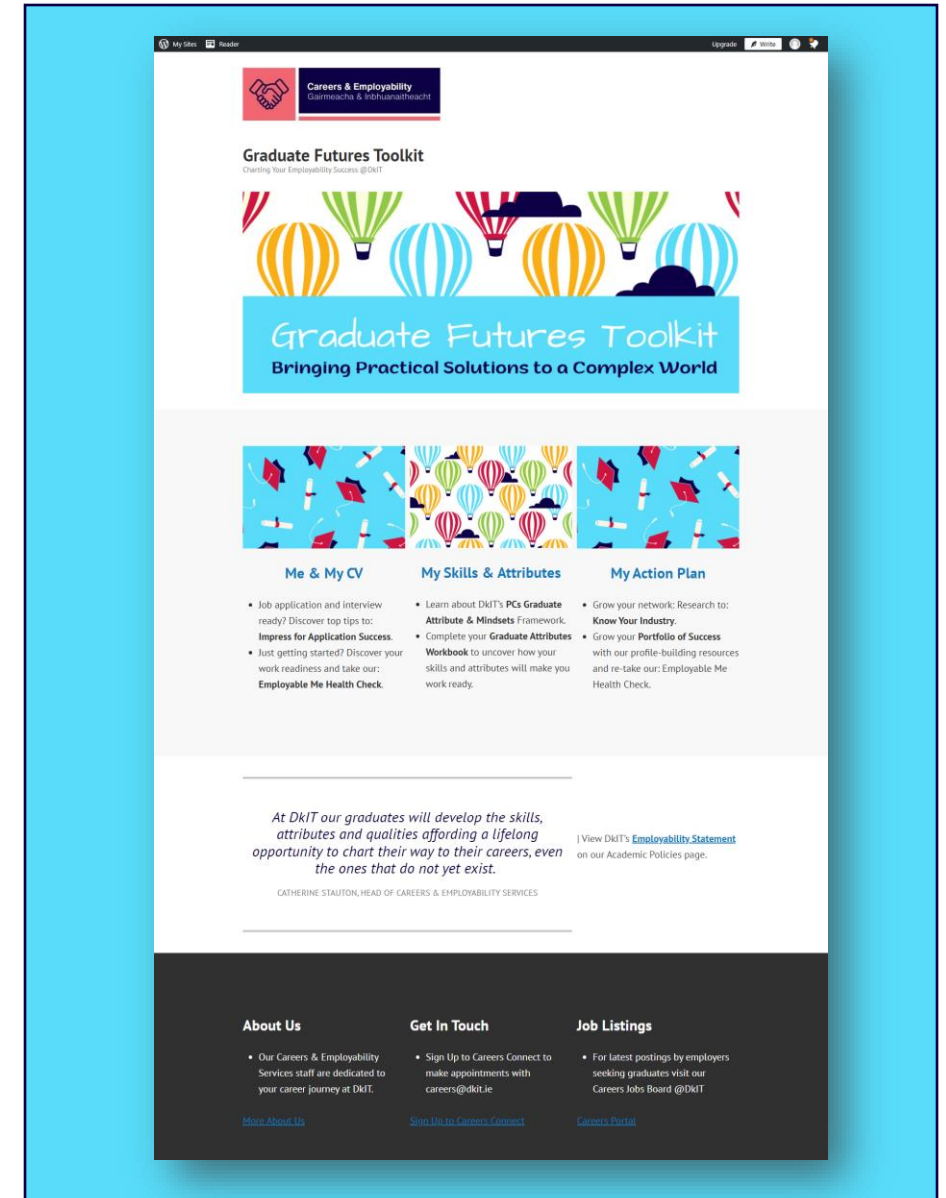 My Sites Reader Upgrade Write
Careers & Employability
Gairmeacha & Inbhuanaitheacht
Graduate Futures Toolkit
Charting Your Employability Success @DkIT
Graduate Futures Toolkit
Bringing Practical Solutions to a Complex World
Me & My CV
• Job application and interview
ready? Discover top tips to:
Impress for Application Success.
• Just getting started? Discover your
work readiness and take our:
Employable Me Health Check.
My Skills & Attributes
• Learn about DkIT's PCs Graduate
Attribute & Mindsets Framework.
• Complete your Graduate Attributes
Workbook to uncover how your
skills and attributes will make you
work ready.
My Action Plan
• Grow your network: Research to:
Know Your Industry.
• Grow your Portfolio of Success
with our profile-building resources
and re-take our: Employable Me
Health Check.
At DkIT our graduates will develop the skills,
attributes and qualities affording a lifelong
opportunity to chart their way to their careers, even
the ones that do not yet exist.
CATHERINE STAUTON, HEAD OF CAREERS & EMPLOYABILITY SERVICES
| View DkIT's Employability Statement
on our Academic Policies page.
About Us
• Our Careers & Employability
Services staff are dedicated to
your career journey at DkIT.
More About Us
Get In Touch
• Sign Up to Careers Connect to
make appointments with
careers@dkit.ie
Sign Up to Careers Connect
Job Listings
• For latest postings by employers
seeking graduates visit our
Careers Jobs Board @DkIT
Careers Portal